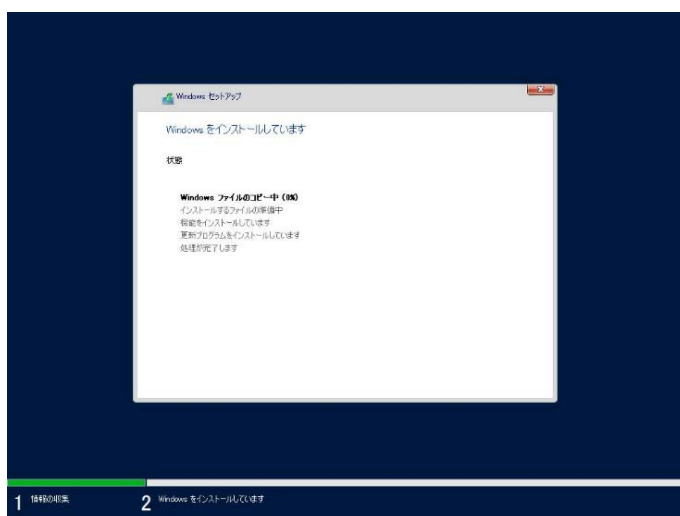 Windows セットアップ
Windows をインストールしています
状態
Windows ファイルのコピー中 (0%)
インストールするファイルの準備中
機能をインストールしています
更新プログラムをインストールしています
処理が完了します
1 情報の収集
2 Windows をインストールしています